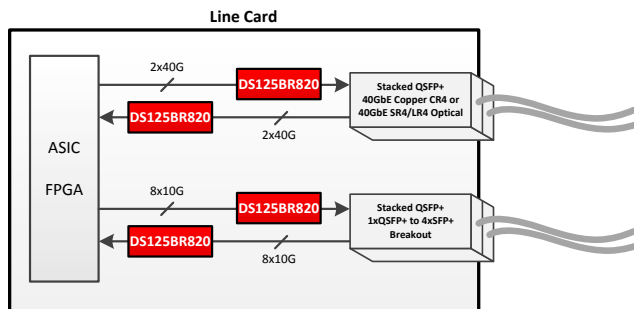 Line Card
2x40G
DS125BR820
DS125BR820
2x40G
Stacked QSFP+
40GbE Copper CR4 or
40GbE SR4/LR4 Optical
ASIC
FPGA
8x10G
DS125BR820
DS125BR820
8x10G
Stacked QSFP+
1xQSFP+ to 4xSFP+
Breakout